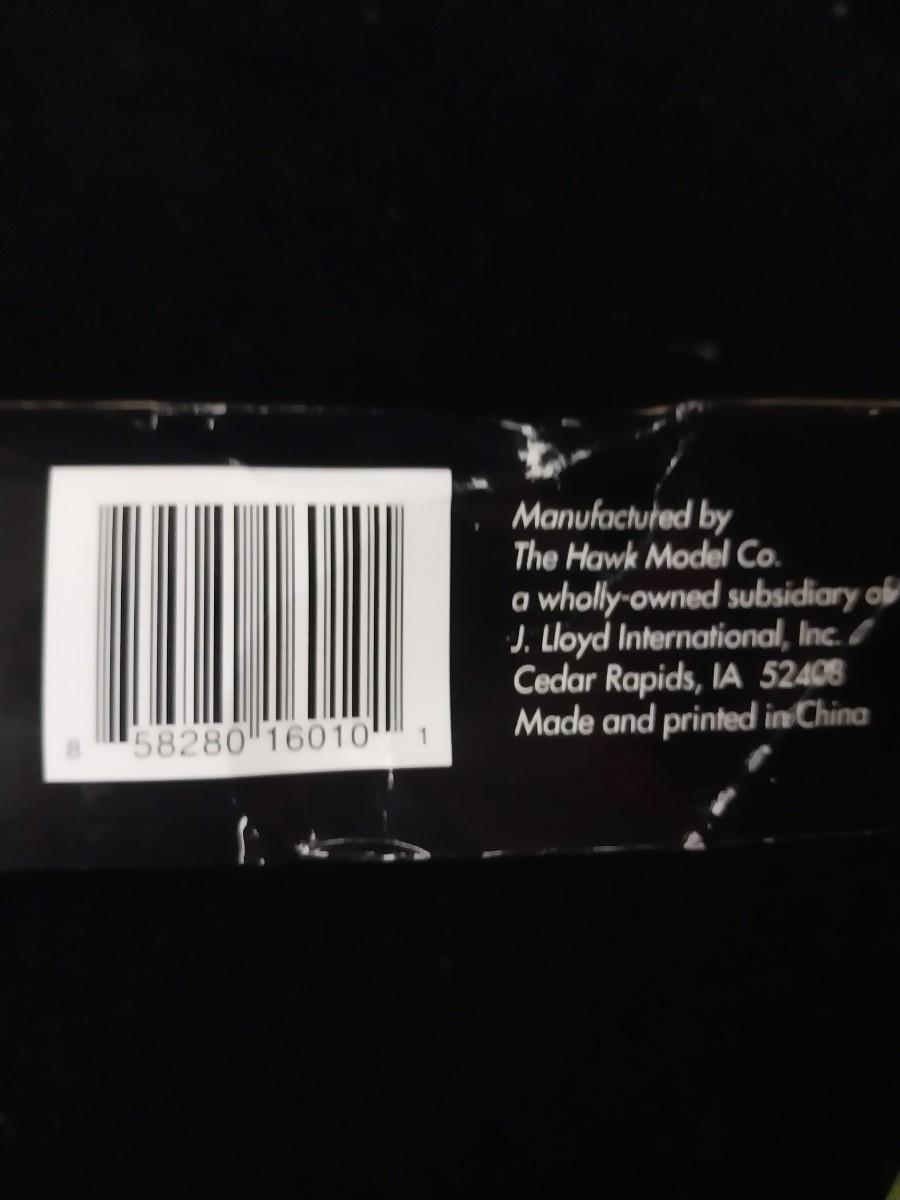 8 58280 16010 1
Manufactured by
The Hawk Model Co.
a wholly-owned subsidiary of
J. Lloyd International, Inc.
Cedar Rapids, IA 52408
Made and printed in China